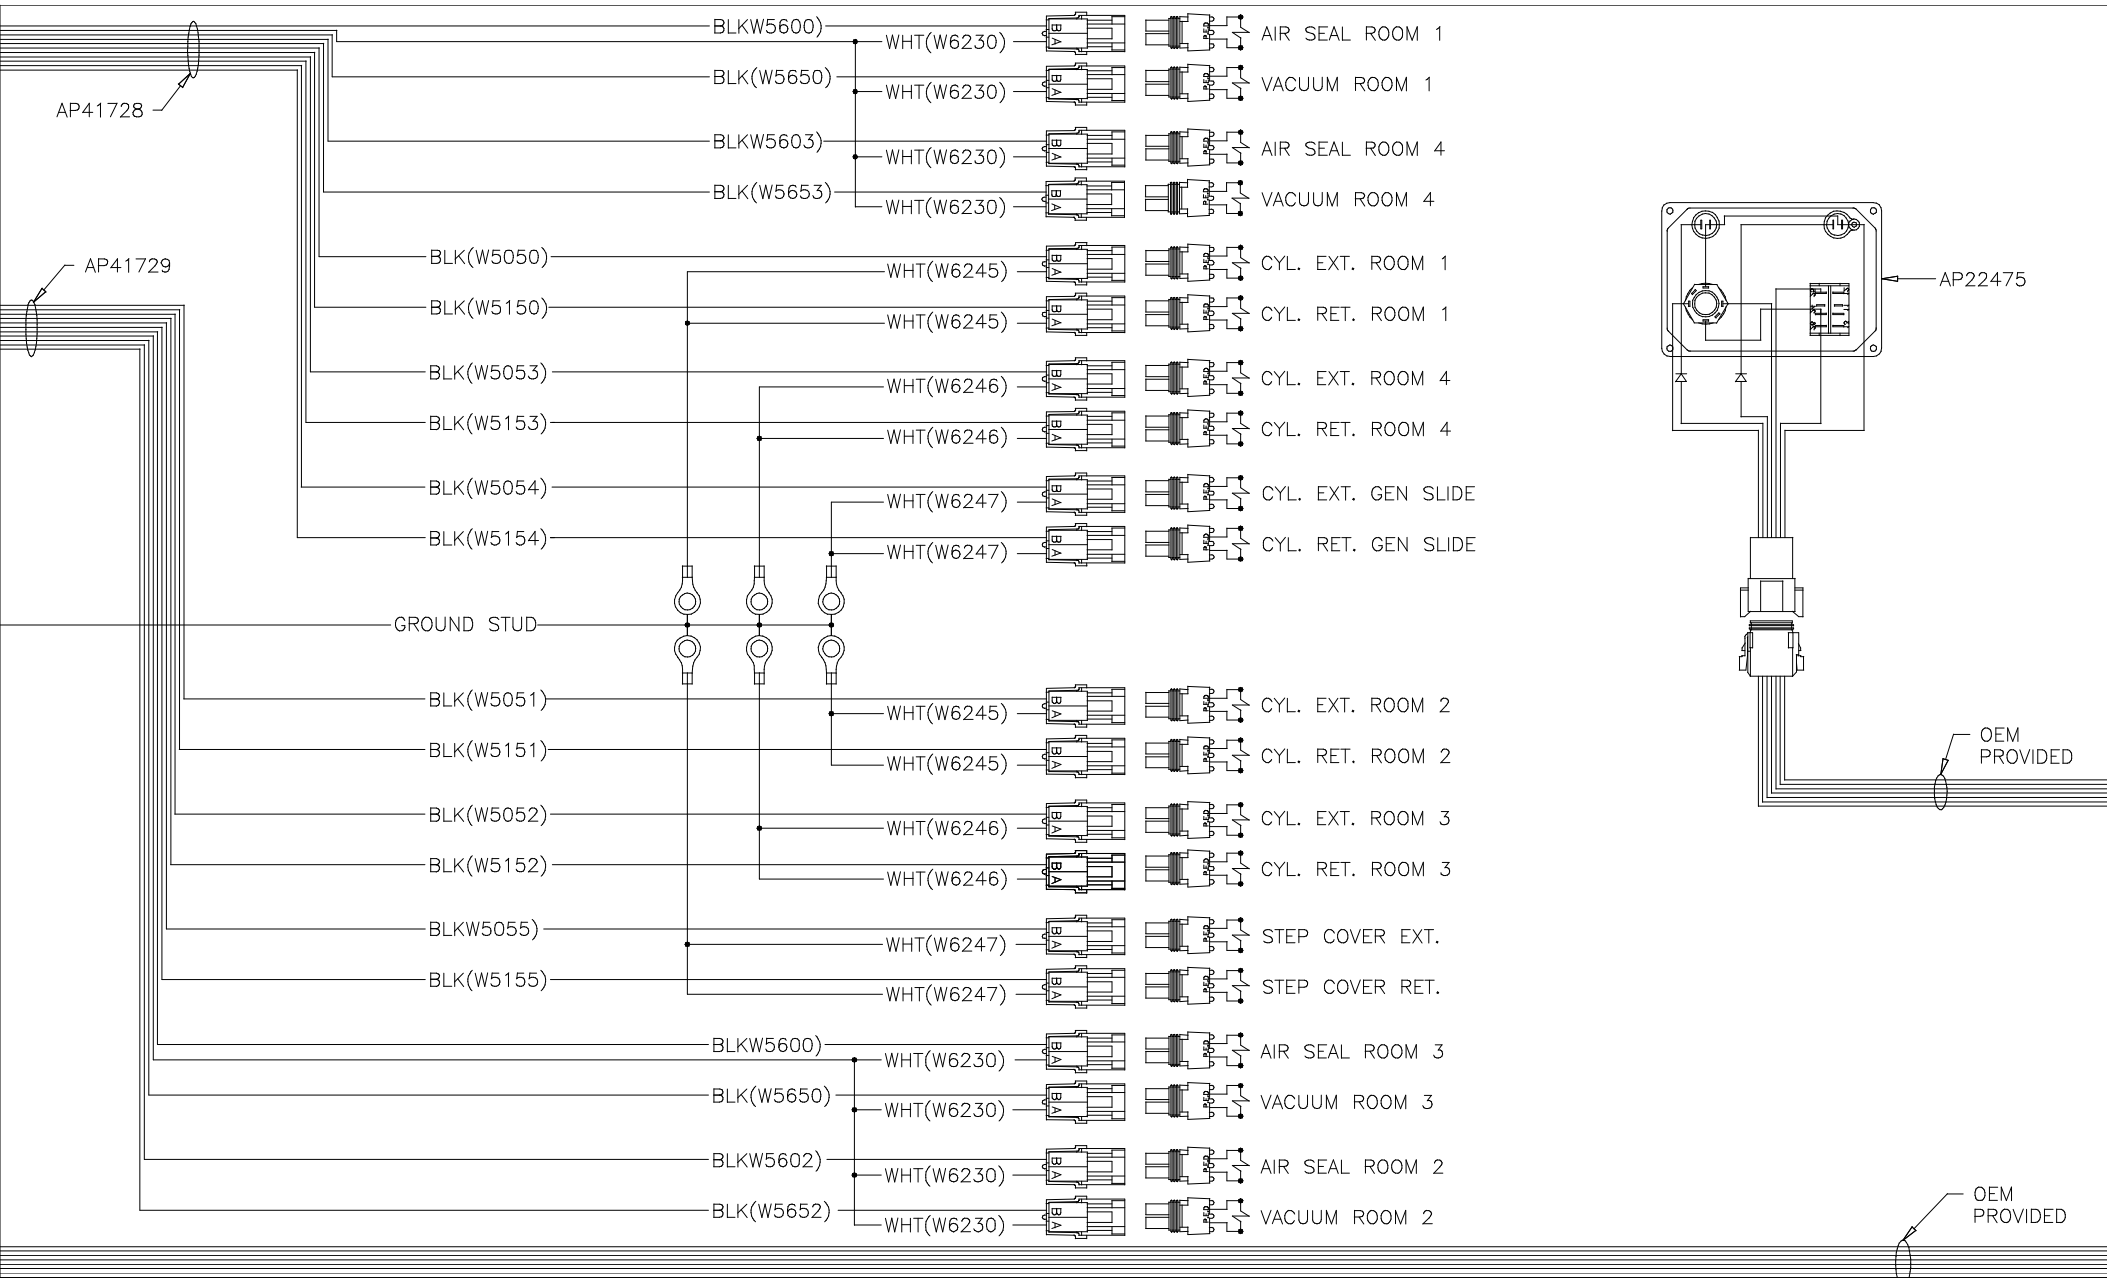 BLKW5600)
WHT(W6230)
B
A
AIR SEAL ROOM 1
AP41728
BLK(W5650)
WHT(W6230)
B
A
VACUUM ROOM 1
BLKW5603)
WHT(W6230)
B
A
AIR SEAL ROOM 4
BLK(W5653)
WHT(W6230)
B
A
VACUUM ROOM 4
AP41729
BLK(W5050)
WHT(W6245)
B
A
CYL. EXT. ROOM 1
AP22475
BLK(W5150)
WHT(W6245)
B
A
CYL. RET. ROOM 1
BLK(W5053)
WHT(W6246)
B
A
CYL. EXT. ROOM 4
BLK(W5153)
WHT(W6246)
B
A
CYL. RET. ROOM 4
BLK(W5054)
WHT(W6247)
B
A
CYL. EXT. GEN SLIDE
BLK(W5154)
WHT(W6247)
B
A
CYL. RET. GEN SLIDE
GROUND STUD
BLK(W5051)
WHT(W6245)
B
A
CYL. EXT. ROOM 2
BLK(W5151)
WHT(W6245)
B
A
CYL. RET. ROOM 2
OEM
PROVIDED
BLK(W5052)
WHT(W6246)
B
A
CYL. EXT. ROOM 3
BLK(W5152)
WHT(W6246)
B
A
CYL. RET. ROOM 3
BLKW5055)
WHT(W6247)
B
A
STEP COVER EXT.
BLK(W5155)
WHT(W6247)
B
A
STEP COVER RET.
BLKW5600)
WHT(W6230)
B
A
AIR SEAL ROOM 3
BLK(W5650)
WHT(W6230)
B
A
VACUUM ROOM 3
BLKW5602)
WHT(W6230)
B
A
AIR SEAL ROOM 2
BLK(W5652)
WHT(W6230)
B
A
VACUUM ROOM 2
OEM
PROVIDED